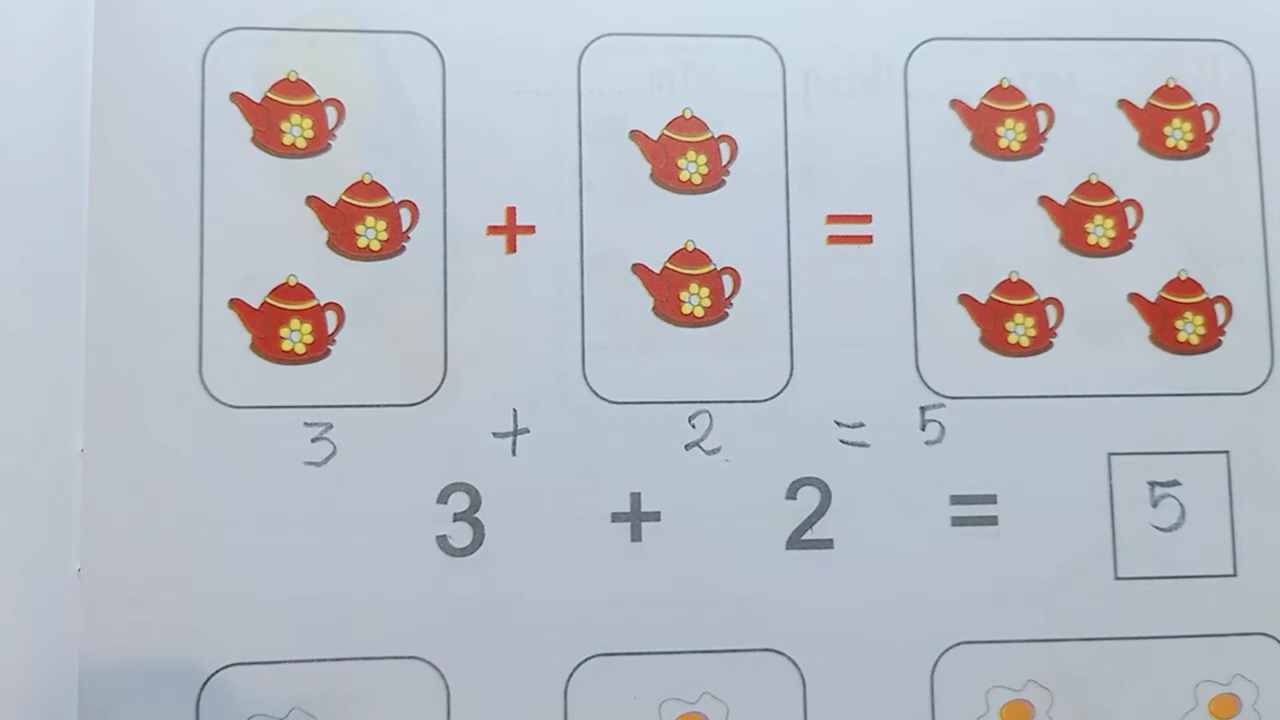 + =
3 + 2 = 5
3 + 2 = 5